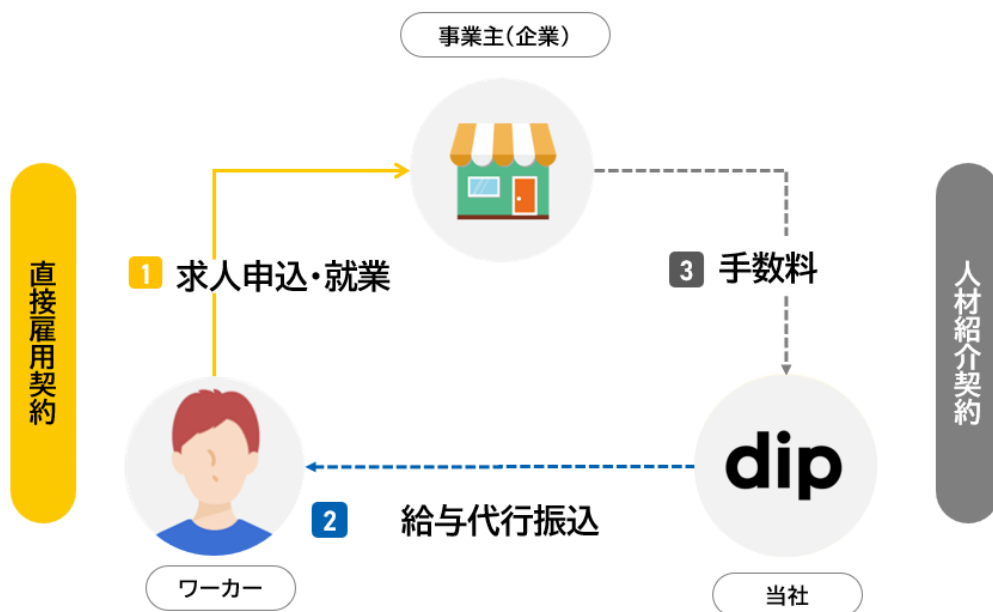 事業主(企業)
直接雇用契約
1 求人申込・就業
3 手数料
人材紹介契約
dip
2 給与代行振込
ワーカー
当社